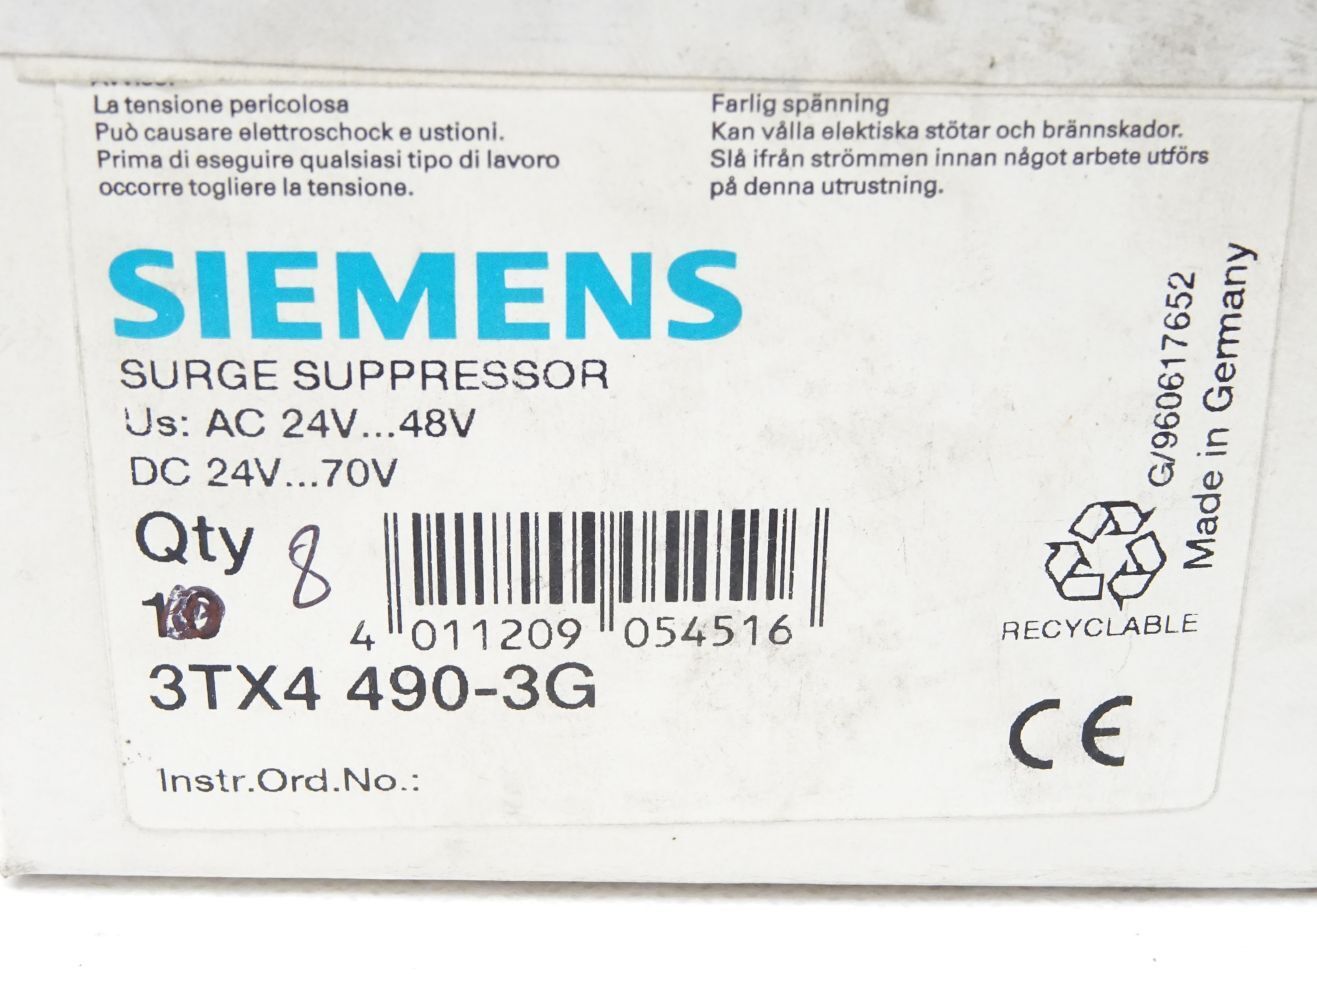 La tensione pericolosa
Può causare elettroschock e ustioni.
Prima di eseguire qualsiasi tipo di lavoro
occorre togliere la tensione.
Farlig spänning
Kan vålla elektiska stötar och brännskador.
Slå ifrån strömmen innan något arbete utförs
på denna utrustning.
SIEMENS
SURGE SUPPRESSOR
Us: AC 24V...48V
DC 24V...70V
Qty 8
10
4 011209 054516
3TX4 490-3G
Instr.Ord.No.:
G/960617652
Made in Germany
RECYCLABLE
CE